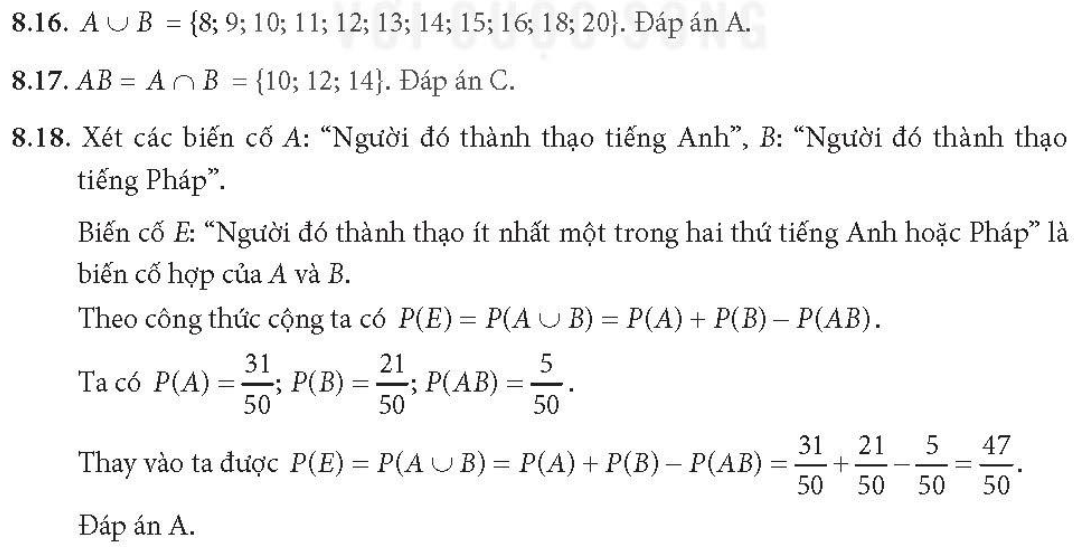 8.16. A ∪ B = {8; 9; 10; 11; 12; 13; 14; 15; 16; 18; 20}. Đáp án A.
8.17. AB = A ∩ B = {10; 12; 14}. Đáp án C.
8.18. Xét các biến cố A: “Người đó thành thạo tiếng Anh”, B: “Người đó thành thạo
tiếng Pháp”.
Biến cố E: “Người đó thành thạo ít nhất một trong hai thứ tiếng Anh hoặc Pháp” là
biến cố hợp của A và B.
Theo công thức cộng ta có P(E) = P(A ∪ B) = P(A) + P(B) – P(AB).
Ta có P(A) = 31/50; P(B) = 21/50; P(AB) = 5/50.
Thay vào ta được P(E) = P(A ∪ B) = P(A) + P(B) – P(AB) = 31/50 + 21/50 – 5/50 = 47/50.
Đáp án A.